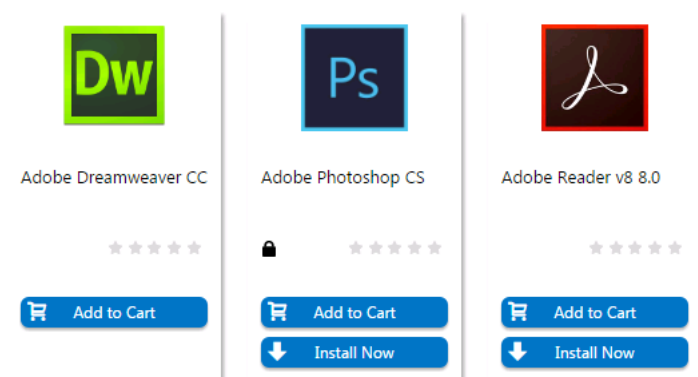 Dw
Ps
Adobe Dreamweaver CC
Adobe Photoshop CS
Adobe Reader v8 8.0
Add to Cart
Add to Cart
Add to Cart
Install Now
Install Now